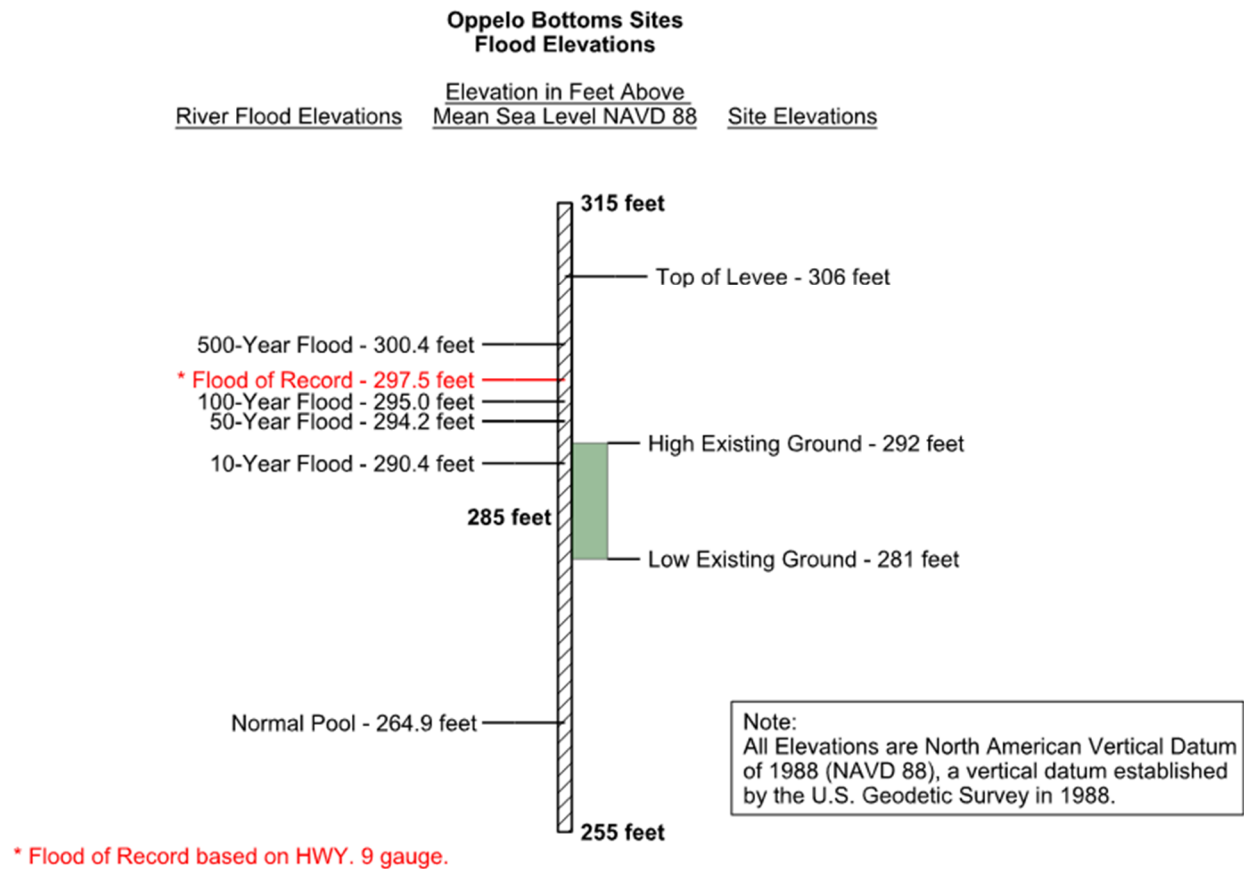 Oppelo Bottoms Sites
Flood Elevations
River Flood Elevations
Elevation in Feet Above
Mean Sea Level NAVD 88
Site Elevations
315 feet
Top of Levee - 306 feet
500-Year Flood - 300.4 feet
* Flood of Record - 297.5 feet
100-Year Flood - 295.0 feet
50-Year Flood - 294.2 feet
High Existing Ground - 292 feet
10-Year Flood - 290.4 feet
285 feet
Low Existing Ground - 281 feet
Normal Pool - 264.9 feet
Note:
All Elevations are North American Vertical Datum
of 1988 (NAVD 88), a vertical datum established
by the U.S. Geodetic Survey in 1988.
255 feet
* Flood of Record based on HWY. 9 gauge.